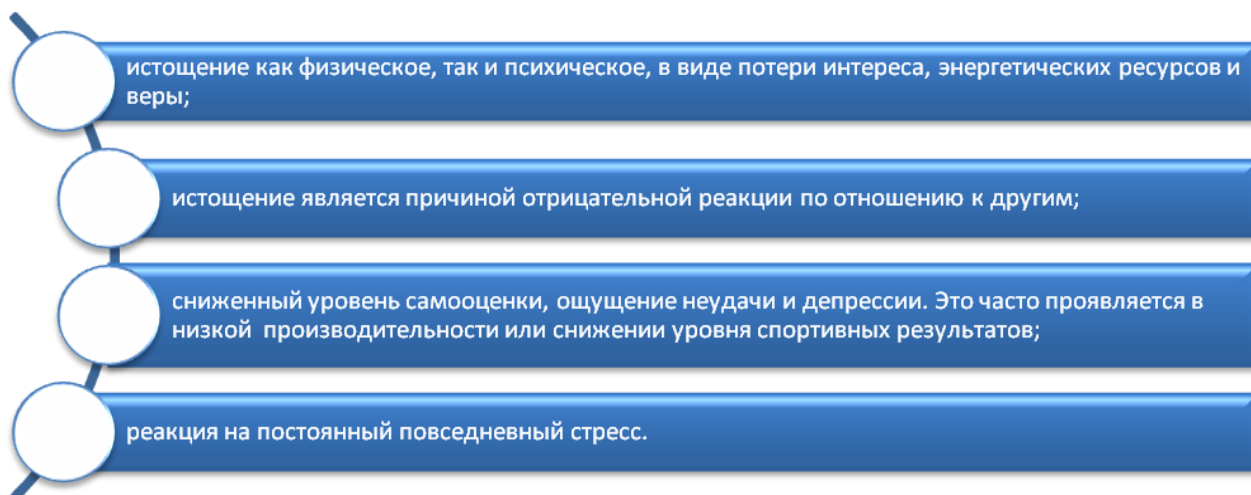 истощение как физическое, так и психическое, в виде потери интереса, энергетических ресурсов и
веры;
истощение является причиной отрицательной реакции по отношению к другим;
сниженный уровень самооценки, ощущение неудачи и депрессии. Это часто проявляется в
низкой  производительности или снижении уровня спортивных результатов;
реакция на постоянный повседневный стресс.